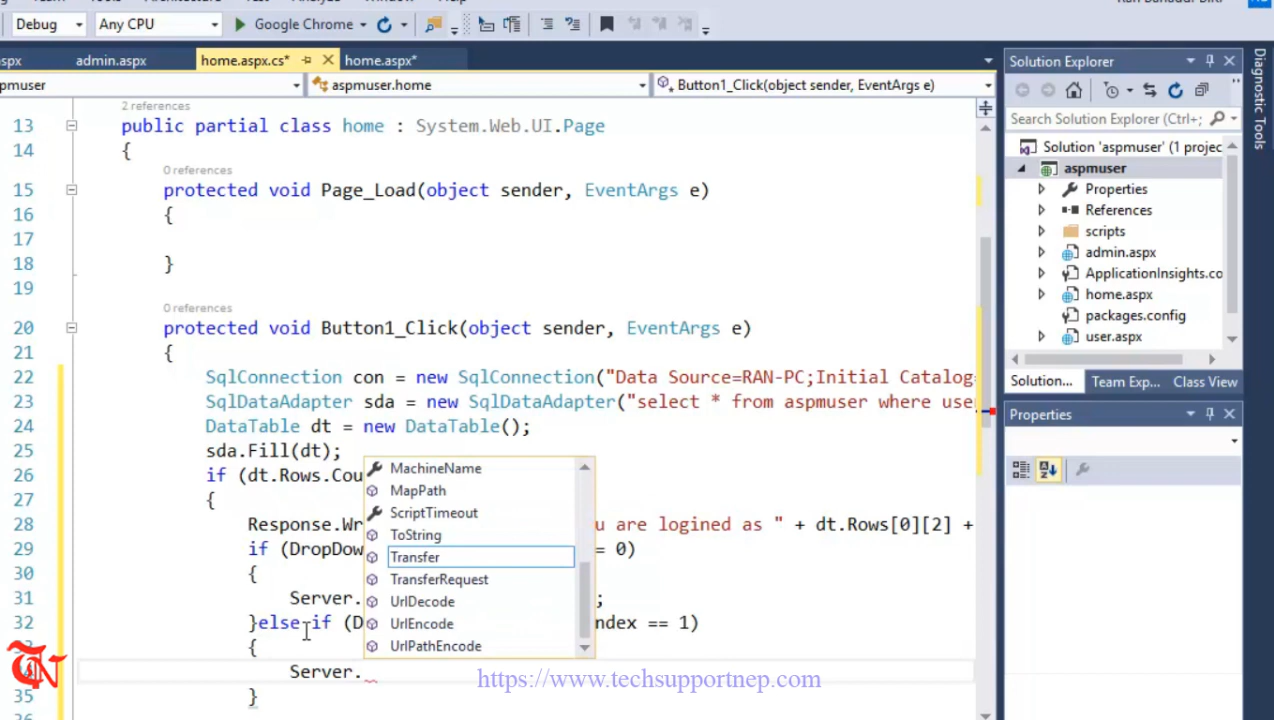 Debug Any CPU Google Chrome
aspx admin.aspx home.aspx.cs* home.aspx*
pmuser aspmuser.home Button1_Click(object sender, EventArgs e)
2 references
13 public partial class home : System.Web.UI.Page
14 {
0 references
15 protected void Page_Load(object sender, EventArgs e)
16 {
17
18 }
19
0 references
20 protected void Button1_Click(object sender, EventArgs e)
21 {
22 SqlConnection con = new SqlConnection("Data Source=RAN-PC;Initial Catalog=
23 SqlDataAdapter sda = new SqlDataAdapter("select * from aspmuser where use
24 DataTable dt = new DataTable();
25 sda.Fill(dt);
26 if (dt.Rows.Cou
27 {
28 Response.Wr u are logined as " + dt.Rows[0][2] +
29 if (DropDow = 0)
30 {
31 Server. ;
32 }else if (D ndex == 1)
{
Server.
35 }
MachineName
MapPath
ScriptTimeout
ToString
Transfer
TransferRequest
UrlDecode
UrlEncode
UrlPathEncode
Solution Explorer
Search Solution Explorer (Ctrl+;
Solution 'aspmuser' (1 projec
aspmuser
Properties
References
scripts
admin.aspx
ApplicationInsights.co
home.aspx
packages.config
user.aspx
Solution... Team Exp... Class View
Properties
Diagnostic Tools
TN
https://www.techsupportnep.com